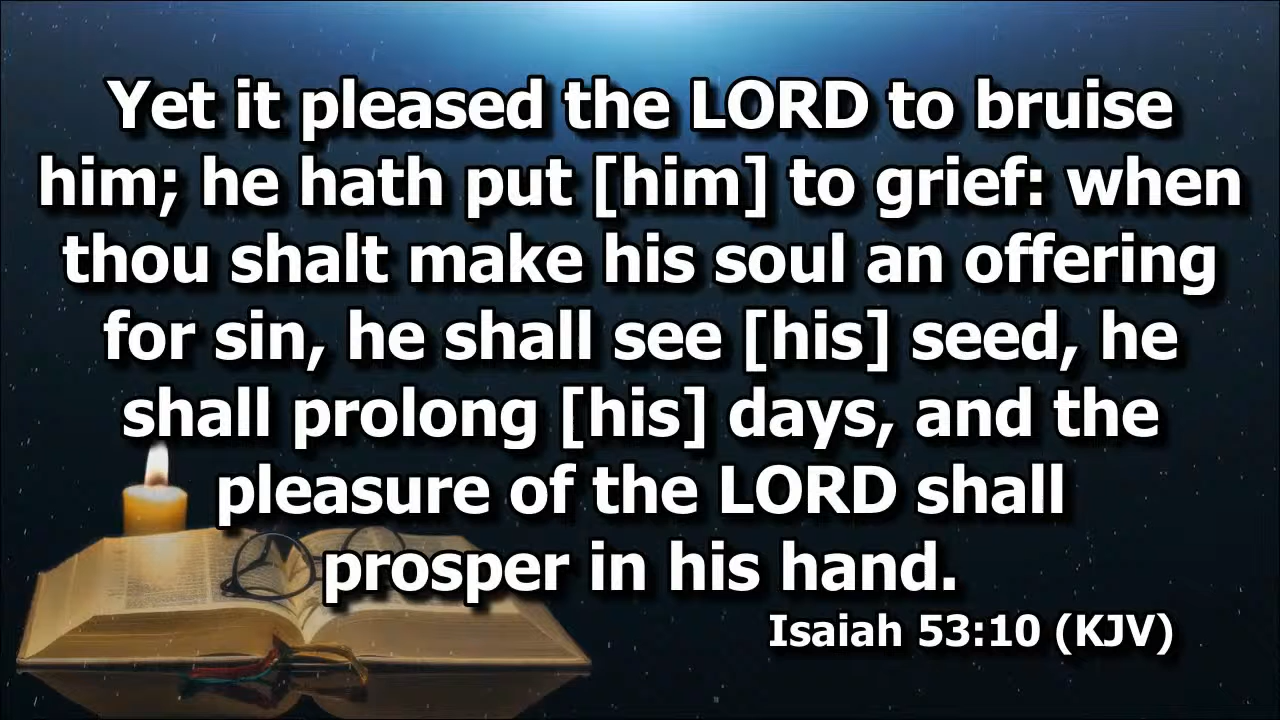 Yet it pleased the LORD to bruise
him; he hath put [him] to grief: when
thou shalt make his soul an offering
for sin, he shall see [his] seed, he
shall prolong [his] days, and the
pleasure of the LORD shall
prosper in his hand.
Isaiah 53:10 (KJV)